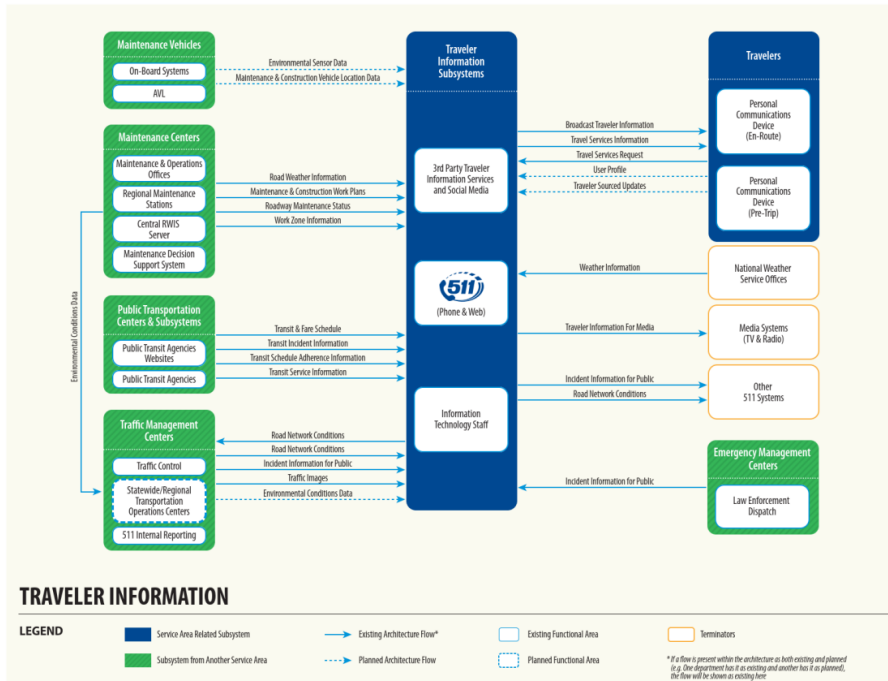 Maintenance Vehicles
On-Board Systems
AVL
Maintenance Centers
Maintenance & Operations
Offices
Regional Maintenance
Stations
Central RWIS
Server
Maintenance Decision
Support System
Public Transportation
Centers & Subsystems
Public Transit Agencies
Websites
Public Transit Agencies
Traffic Management
Centers
Traffic Control
Statewide/Regional
Transportation
Operations Centers
511 Internal Reporting
Environmental Conditions Data
Environmental Sensor Data
Maintenance & Construction Vehicle Location Data
Road Weather Information
Maintenance & Construction Work Plans
Roadway Maintenance Status
Work Zone Information
Transit & Fare Schedule
Transit Incident Information
Transit Schedule Adherence Information
Transit Service Information
Road Network Conditions
Road Network Conditions
Incident Information for Public
Traffic Images
Environmental Conditions Data
Traveler
Information
Subsystems
3rd Party Traveler
Information Services
and Social Media
511
(Phone & Web)
Information
Technology Staff
Broadcast Traveler Information
Travel Services Information
Travel Services Request
User Profile
Traveler Sourced Updates
Weather Information
Traveler Information For Media
Incident Information for Public
Road Network Conditions
Incident Information for Public
Travelers
Personal
Communications
Device
(En-Route)
Personal
Communications
Device
(Pre-Trip)
National Weather
Service Offices
Media Systems
(TV & Radio)
Other
511 Systems
Emergency Management
Centers
Law Enforcement
Dispatch
TRAVELER INFORMATION
LEGEND
Service Area Related Subsystem
Subsystem from Another Service Area
Existing Architecture Flow*
Planned Architecture Flow
Existing Functional Area
Planned Functional Area
Terminators
* If a flow is present within the architecture as both existing and planned
(e.g. One department has it as existing and another has it as planned),
the flow will be shown as existing here